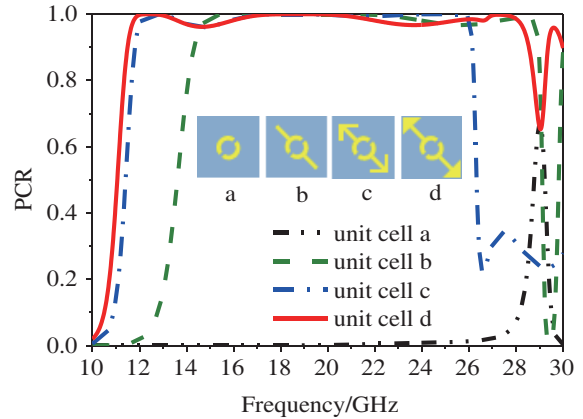 1.0
0.8
0.6
0.4
0.2
0.0
PCR
a b c d
unit cell a
unit cell b
unit cell c
unit cell d
10 12 14 16 18 20 22 24 26 28 30
Frequency/GHz